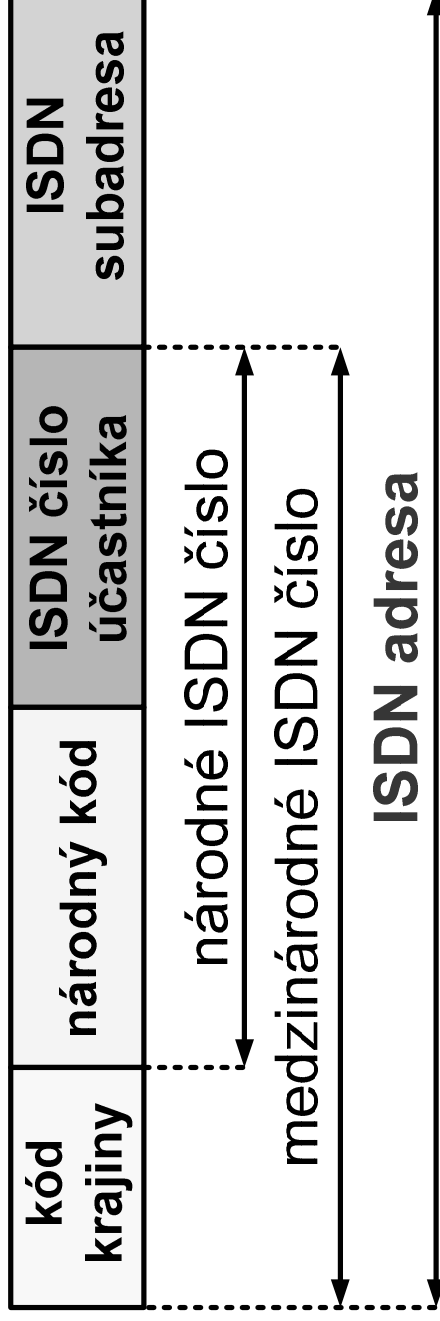 kód
krajiny
národný kód
ISDN číslo
účastníka
ISDN
subadresa
národné ISDN číslo
medzinárodné ISDN číslo
ISDN adresa